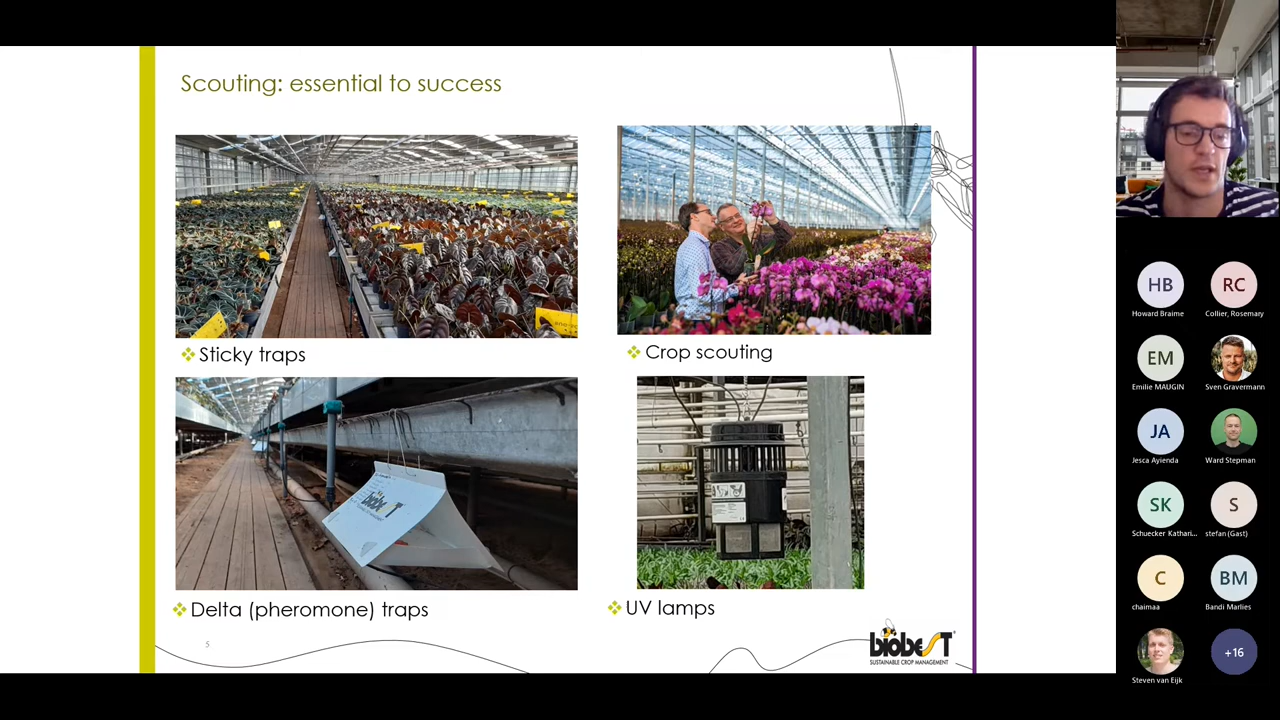 Scouting: essential to success
Sticky traps
Crop scouting
biobest
Delta (pheromone) traps
UV lamps
5
biobest®
SUSTAINABLE CROP MANAGEMENT
HB
RC
Howard Braime
Collier, Rosemary
EM
Emilie MAUGIN
Sven Gravermann
JA
Jesca Ayienda
Ward Stepman
SK
S
Schuecker Kathari...
stefan (Gast)
C
BM
chaimaa
Bandi Marlies
+16
Steven van Eijk